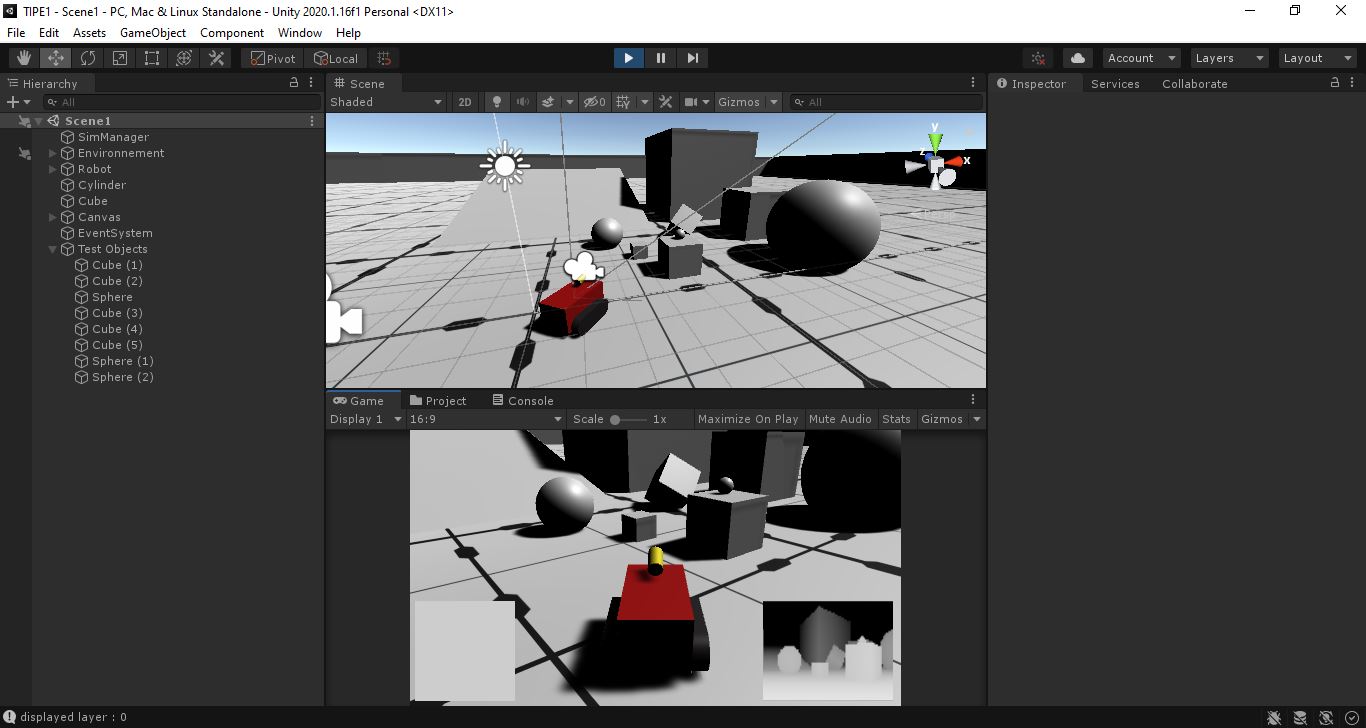 TIPE1 - Scene1 - PC, Mac & Linux Standalone - Unity 2020.1.16f1 Personal <DX11>
File Edit Assets GameObject Component Window Help
Pivot Local Account Layers Layout
Hierarchy
All
Scene1
SimManager
Environnement
Robot
Cylinder
Cube
Canvas
EventSystem
Test Objects
Cube (1)
Cube (2)
Sphere
Cube (3)
Cube (4)
Cube (5)
Sphere (1)
Sphere (2)
Scene
Shaded 2D 0 Gizmos All
y
z
x
< Persp
Game Project Console
Display 1 16:9 Scale 1x Maximize On Play Mute Audio Stats Gizmos
Inspector Services Collaborate
displayed layer : 0